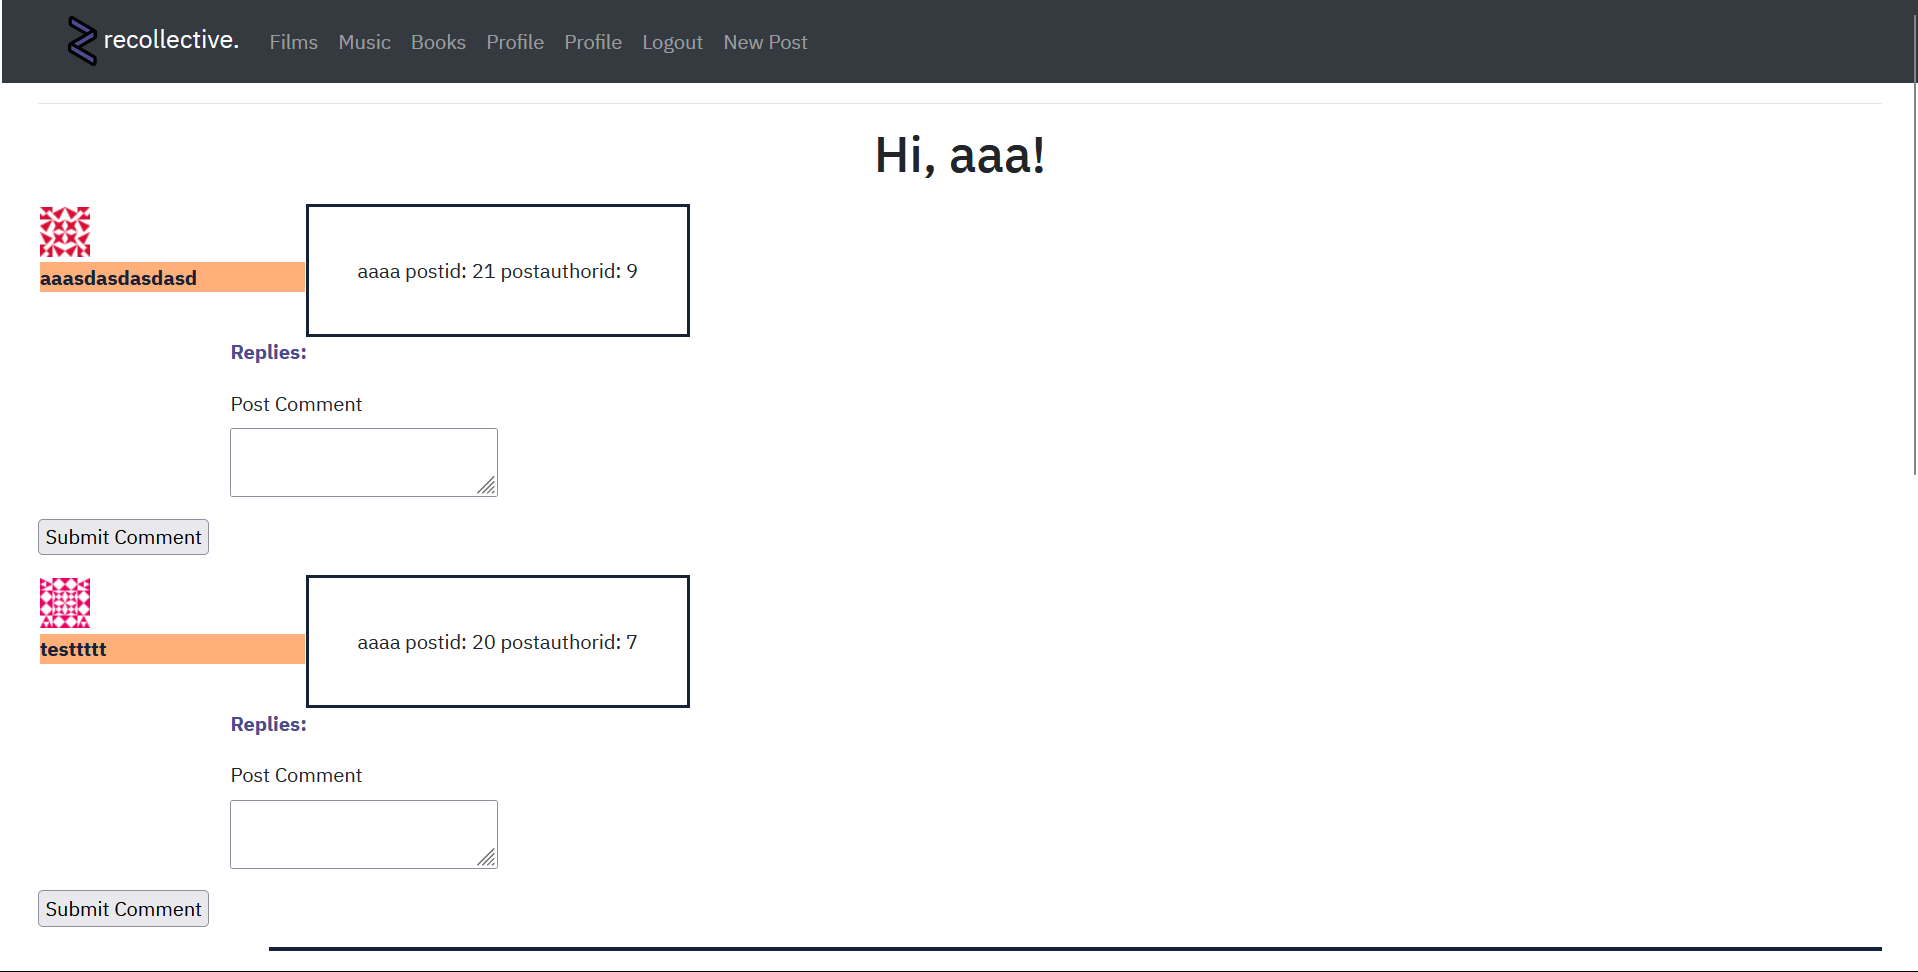 recollective. Films Music Books Profile Profile Logout New Post
Hi, aaa!
aaasdasdasdasd
aaaa postid: 21 postauthorid: 9
Replies:
Post Comment
Submit Comment
testtttt
aaaa postid: 20 postauthorid: 7
Replies:
Post Comment
Submit Comment